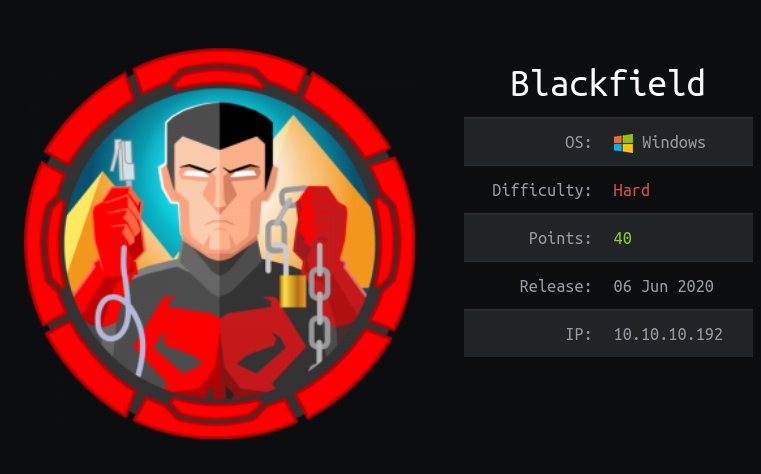 Blackfield
OS: Windows
Difficulty: Hard
Points: 40
Release: 06 Jun 2020
IP: 10.10.10.192